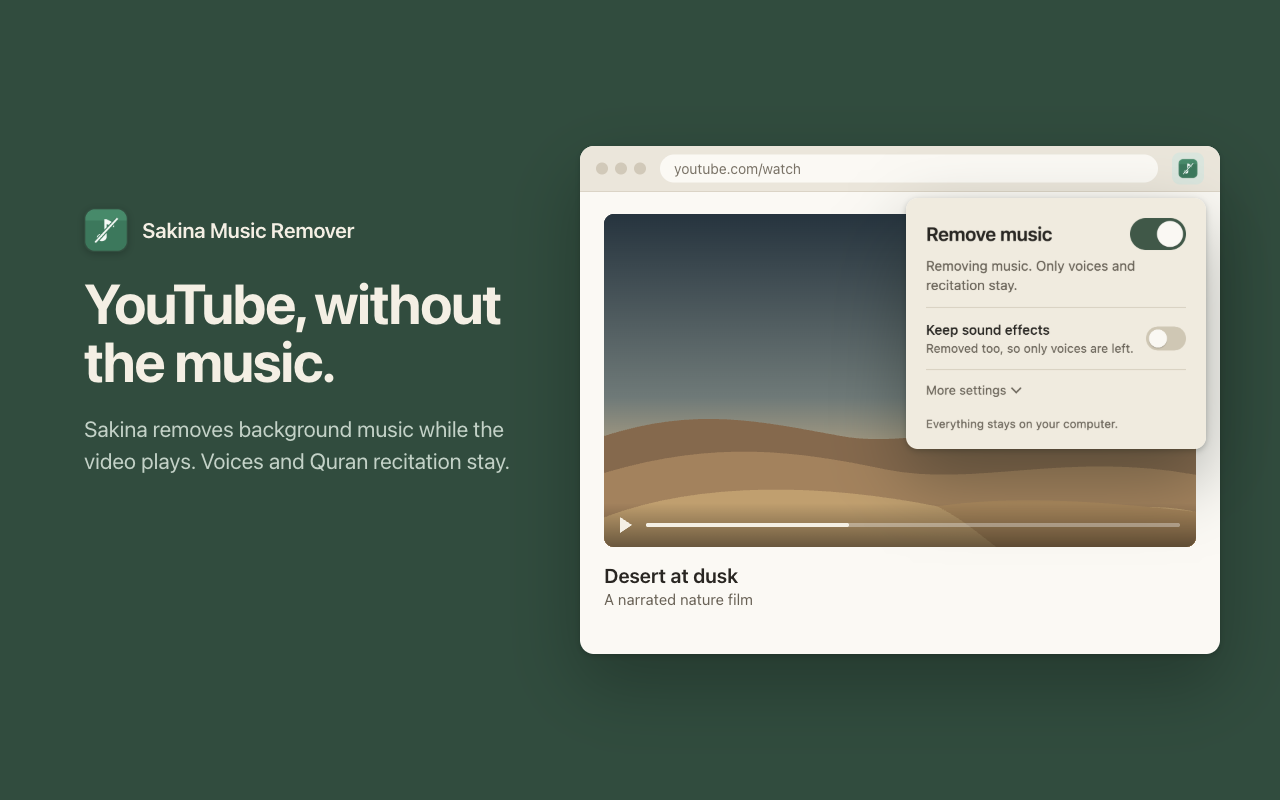 Sakina Music Remover
YouTube, without
the music.
Sakina removes background music while the
video plays. Voices and Quran recitation stay.
youtube.com/watch
Remove music
Removing music. Only voices and
recitation stay.
Keep sound effects
Removed too, so only voices are left.
More settings
Everything stays on your computer.
Desert at dusk
A narrated nature film